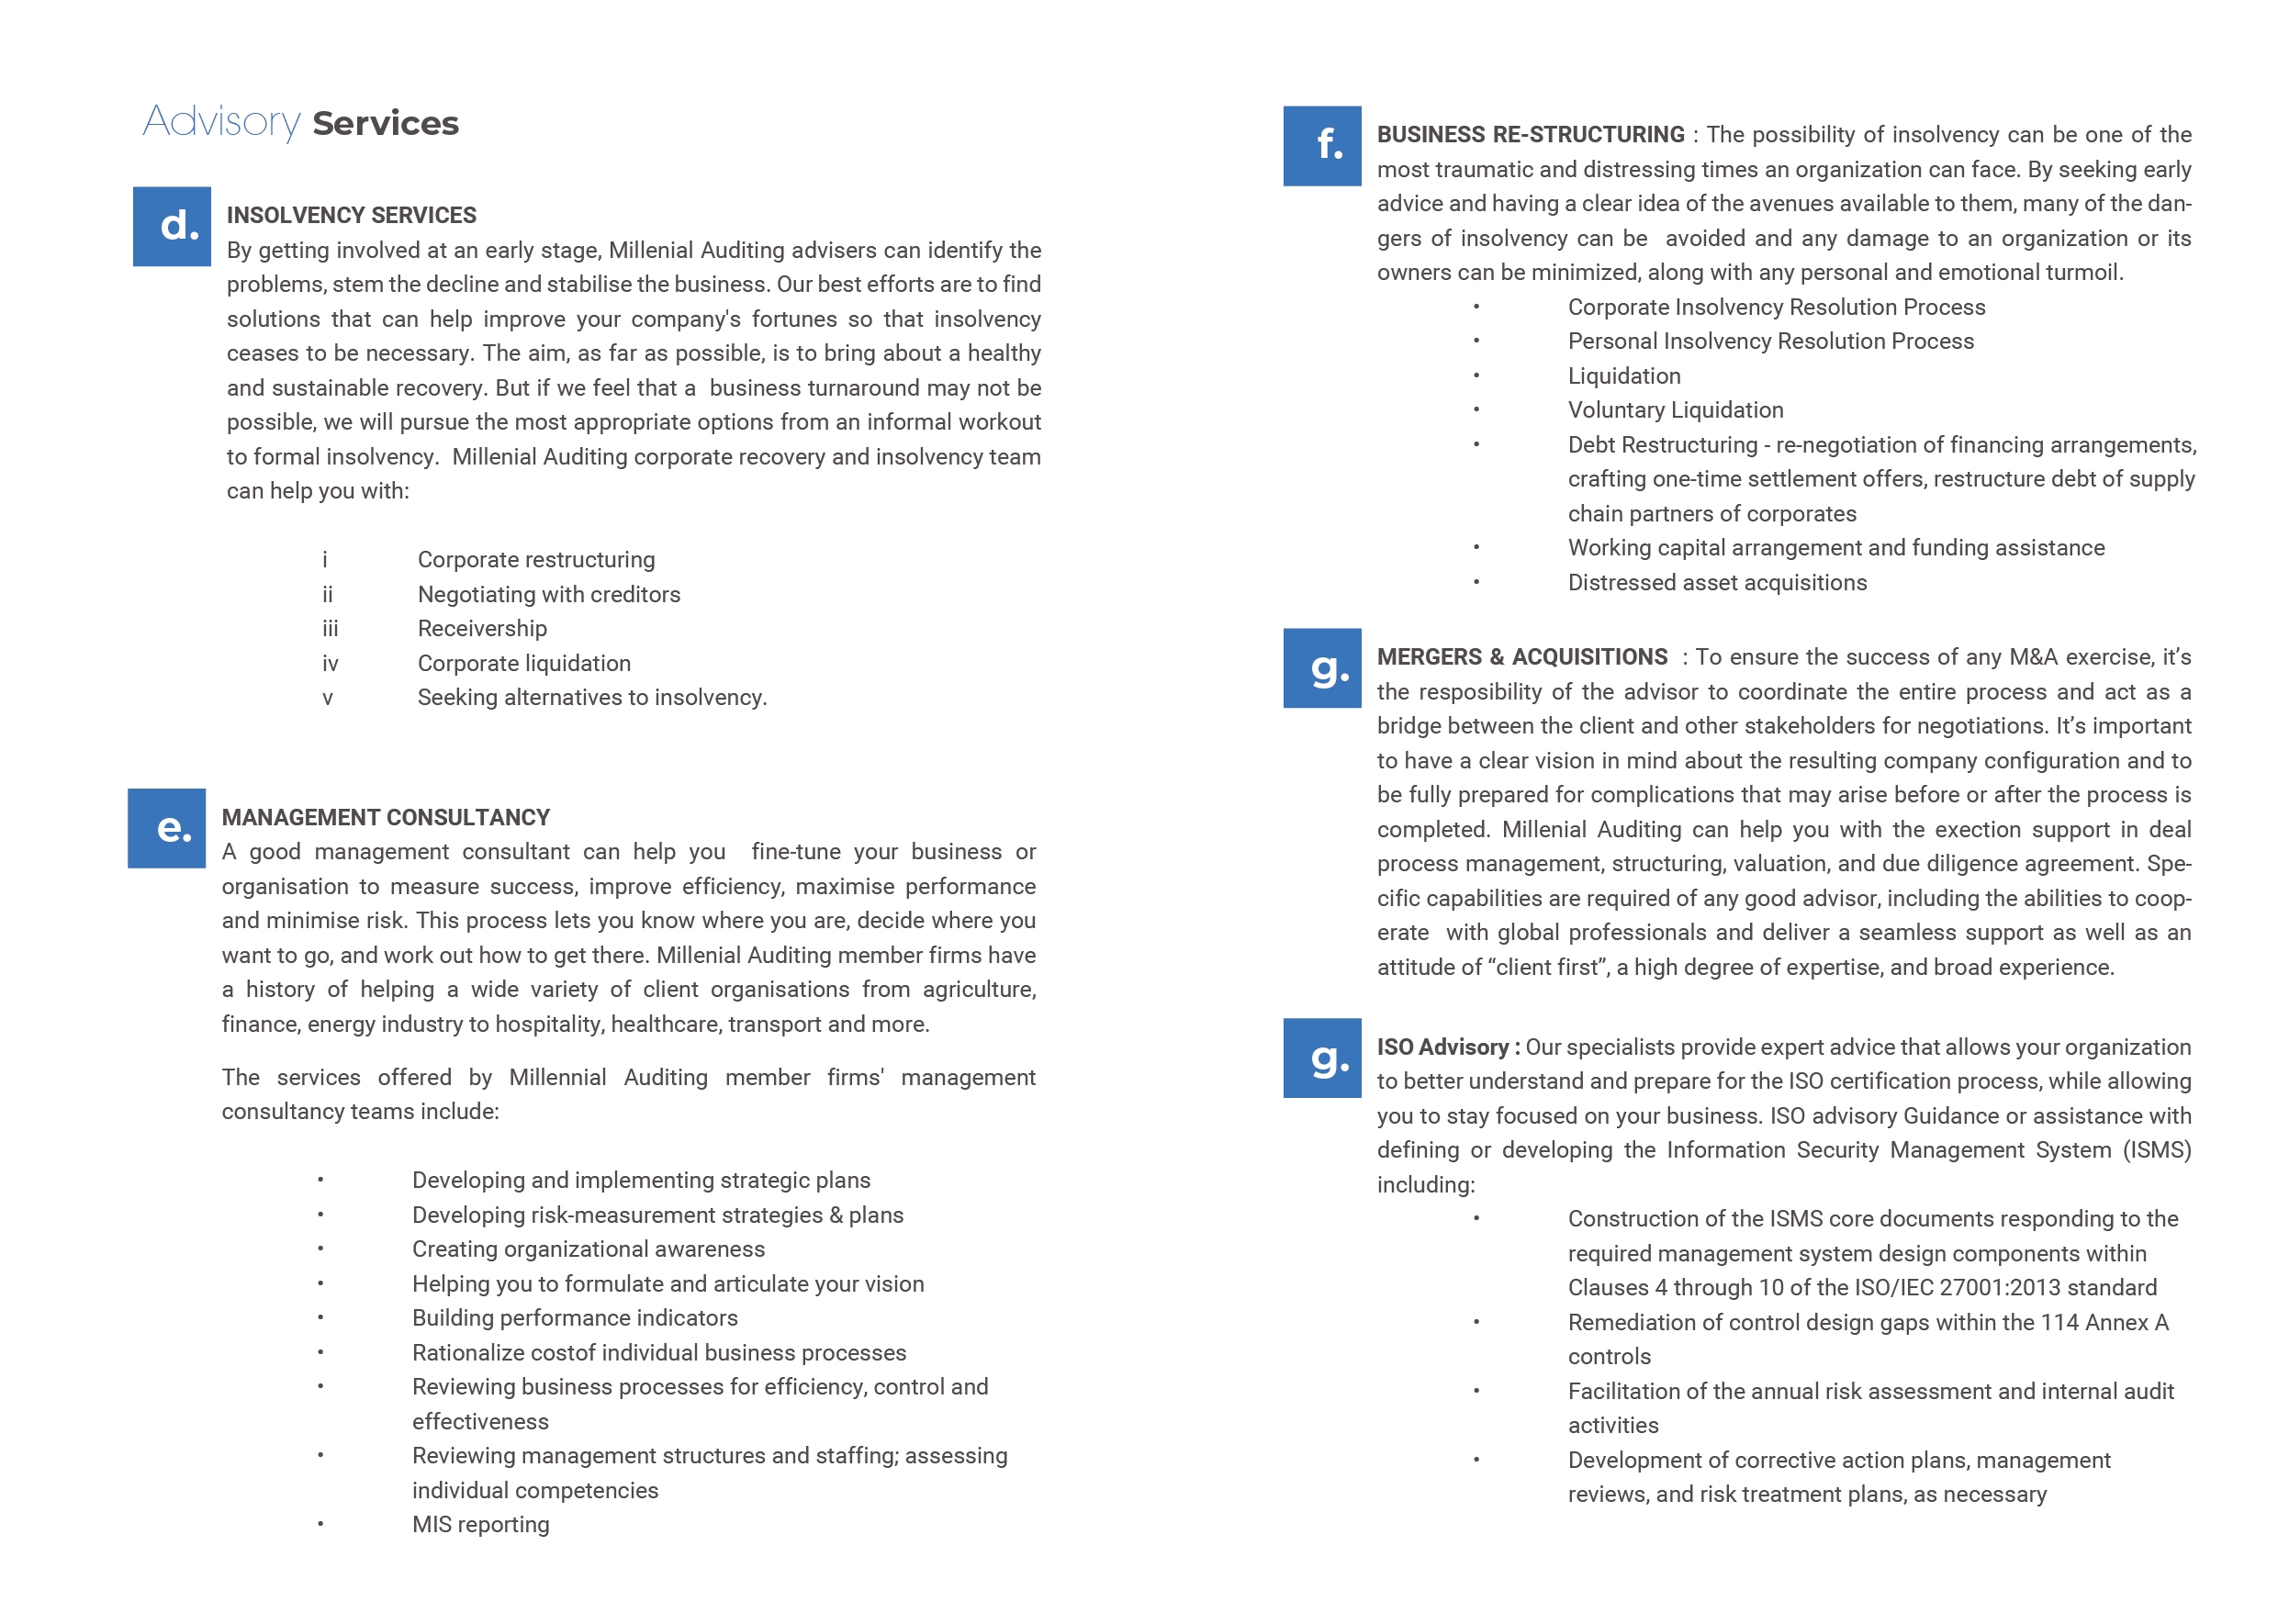 Advisory Services
d.
INSOLVENCY SERVICES
By getting involved at an early stage, Millenial Auditing advisers can identify the
problems, stem the decline and stabilise the business. Our best efforts are to find
solutions that can help improve your company's fortunes so that insolvency
ceases to be necessary. The aim, as far as possible, is to bring about a healthy
and sustainable recovery. But if we feel that a  business turnaround may not be
possible, we will pursue the most appropriate options from an informal workout
to formal insolvency.  Millenial Auditing corporate recovery and insolvency team
can help you with:
i Corporate restructuring
ii Negotiating with creditors
iii Receivership
iv Corporate liquidation
v Seeking alternatives to insolvency.
e.
MANAGEMENT CONSULTANCY
A good management consultant can help you  fine-tune your business or
organisation to measure success, improve efficiency, maximise performance
and minimise risk. This process lets you know where you are, decide where you
want to go, and work out how to get there. Millenial Auditing member firms have
a history of helping a wide variety of client organisations from agriculture,
finance, energy industry to hospitality, healthcare, transport and more.
The services offered by Millennial Auditing member firms' management
consultancy teams include:
• Developing and implementing strategic plans
• Developing risk-measurement strategies & plans
• Creating organizational awareness
• Helping you to formulate and articulate your vision
• Building performance indicators
• Rationalize costof individual business processes
• Reviewing business processes for efficiency, control and
effectiveness
• Reviewing management structures and staffing; assessing
individual competencies
• MIS reporting
f.
BUSINESS RE-STRUCTURING : The possibility of insolvency can be one of the
most traumatic and distressing times an organization can face. By seeking early
advice and having a clear idea of the avenues available to them, many of the dan-
gers of insolvency can be  avoided and any damage to an organization or its
owners can be minimized, along with any personal and emotional turmoil.
• Corporate Insolvency Resolution Process
• Personal Insolvency Resolution Process
• Liquidation
• Voluntary Liquidation
• Debt Restructuring - re-negotiation of financing arrangements,
crafting one-time settlement offers, restructure debt of supply
chain partners of corporates
• Working capital arrangement and funding assistance
• Distressed asset acquisitions
g.
MERGERS & ACQUISITIONS  : To ensure the success of any M&A exercise, it’s
the resposibility of the advisor to coordinate the entire process and act as a
bridge between the client and other stakeholders for negotiations. It’s important
to have a clear vision in mind about the resulting company configuration and to
be fully prepared for complications that may arise before or after the process is
completed. Millenial Auditing can help you with the exection support in deal
process management, structuring, valuation, and due diligence agreement. Spe-
cific capabilities are required of any good advisor, including the abilities to coop-
erate  with global professionals and deliver a seamless support as well as an
attitude of “client first”, a high degree of expertise, and broad experience.
g.
ISO Advisory : Our specialists provide expert advice that allows your organization
to better understand and prepare for the ISO certification process, while allowing
you to stay focused on your business. ISO advisory Guidance or assistance with
defining or developing the Information Security Management System (ISMS)
including:
• Construction of the ISMS core documents responding to the
required management system design components within
Clauses 4 through 10 of the ISO/IEC 27001:2013 standard
• Remediation of control design gaps within the 114 Annex A
controls
• Facilitation of the annual risk assessment and internal audit
activities
• Development of corrective action plans, management
reviews, and risk treatment plans, as necessary